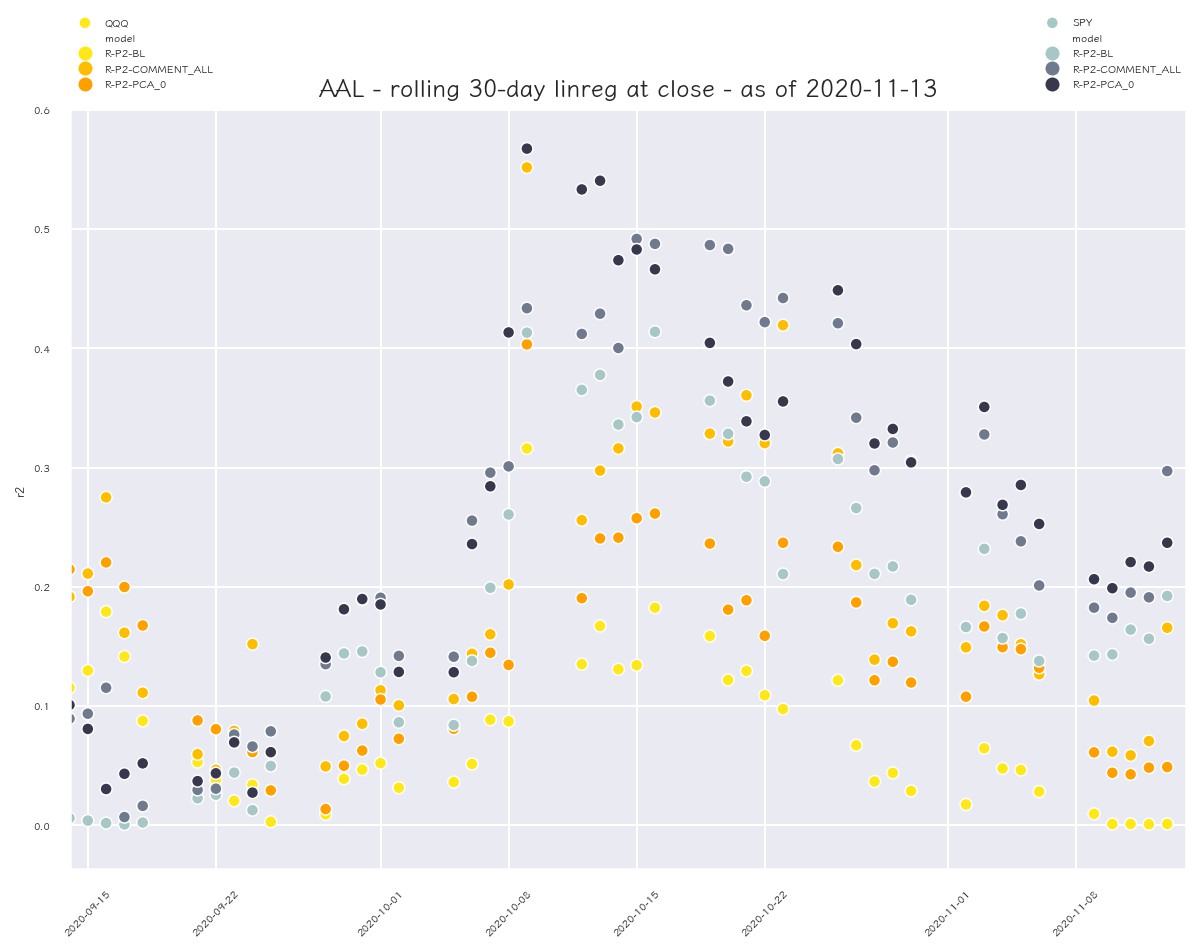 QQQ
model
R-P2-BL
R-P2-COMMENT_ALL
R-P2-PCA_0
SPY
model
R-P2-BL
R-P2-COMMENT_ALL
R-P2-PCA_0
AAL - rolling 30-day linreg at close - as of 2020-11-13
0.6
0.5
0.4
0.3
0.2
0.1
0.0
r2
2020-09-15
2020-09-22
2020-10-01
2020-10-08
2020-10-15
2020-10-22
2020-11-01
2020-11-08